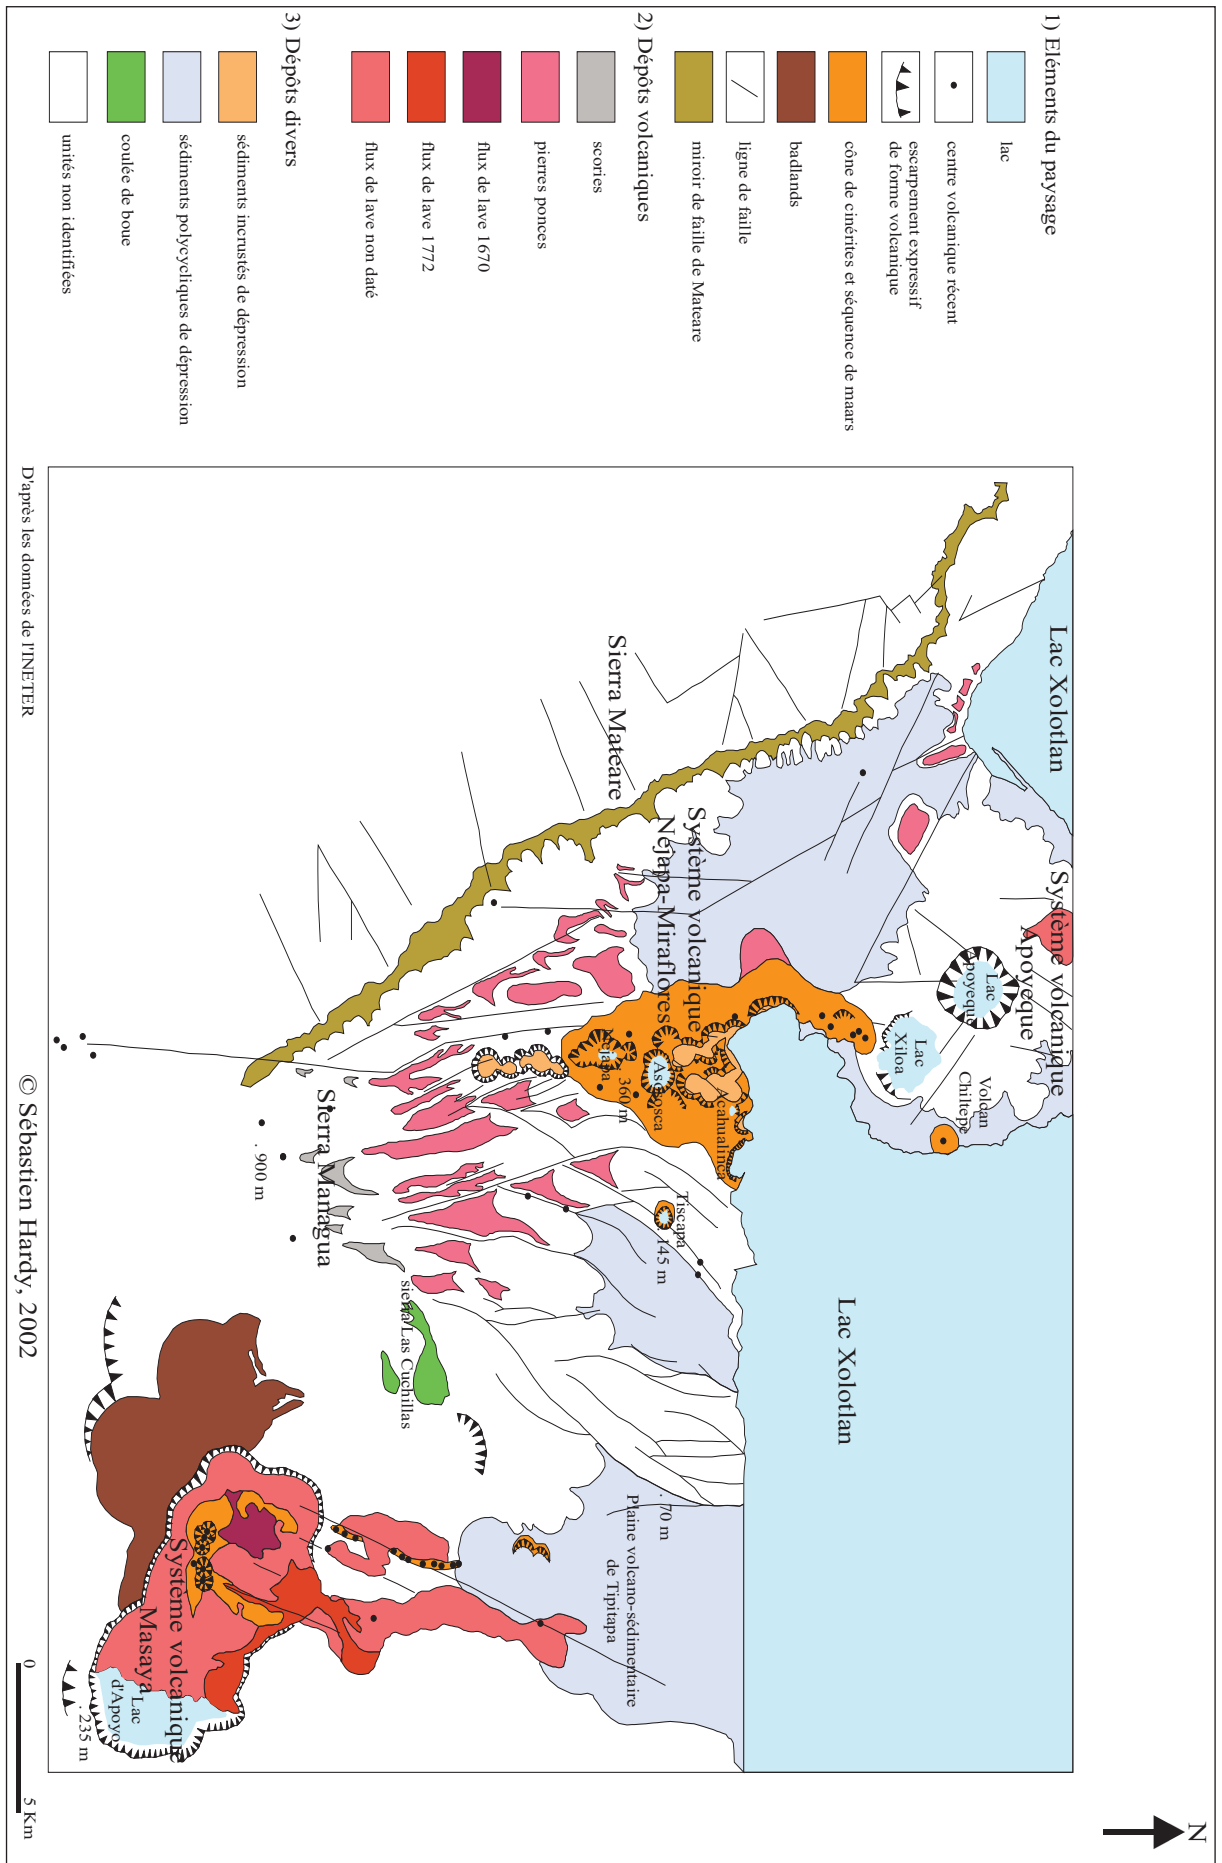 N
1) Eléments du paysage
lac
centre volcanique récent
escarpement expressif
de forme volcanique
cône de cinérites et séquence de maars
badlands
ligne de faille
miroir de faille de Mateare
2) Dépôts volcaniques
scories
pierres ponces
flux de lave 1670
flux de lave 1772
flux de lave non daté
3) Dépôts divers
sédiments incrustés de dépression
sédiments polycycliques de dépression
coulée de boue
unités non identifiées
Lac Xolotlan
Système volcanique
Apoyeque
Lac
Apoyeque
Lac
Xiloa
Volcan
Chiltepe
Lac Xolotlan
Sierra Mateare
Système volcanique
Nejapa-Miraflores
Acahualinca
Asososca
360 m
Nejapa
Tiscapa
145 m
. 70 m
Plaine volcano-sédimentaire
de Tipitapa
sierra Las Cuchillas
Sierra Managua
. 900 m
Système volcanique
Masaya
Lac
d'Apoyo
. 235 m
D'après les données de l'INETER
© Sébastien Hardy, 2002
0
5 Km